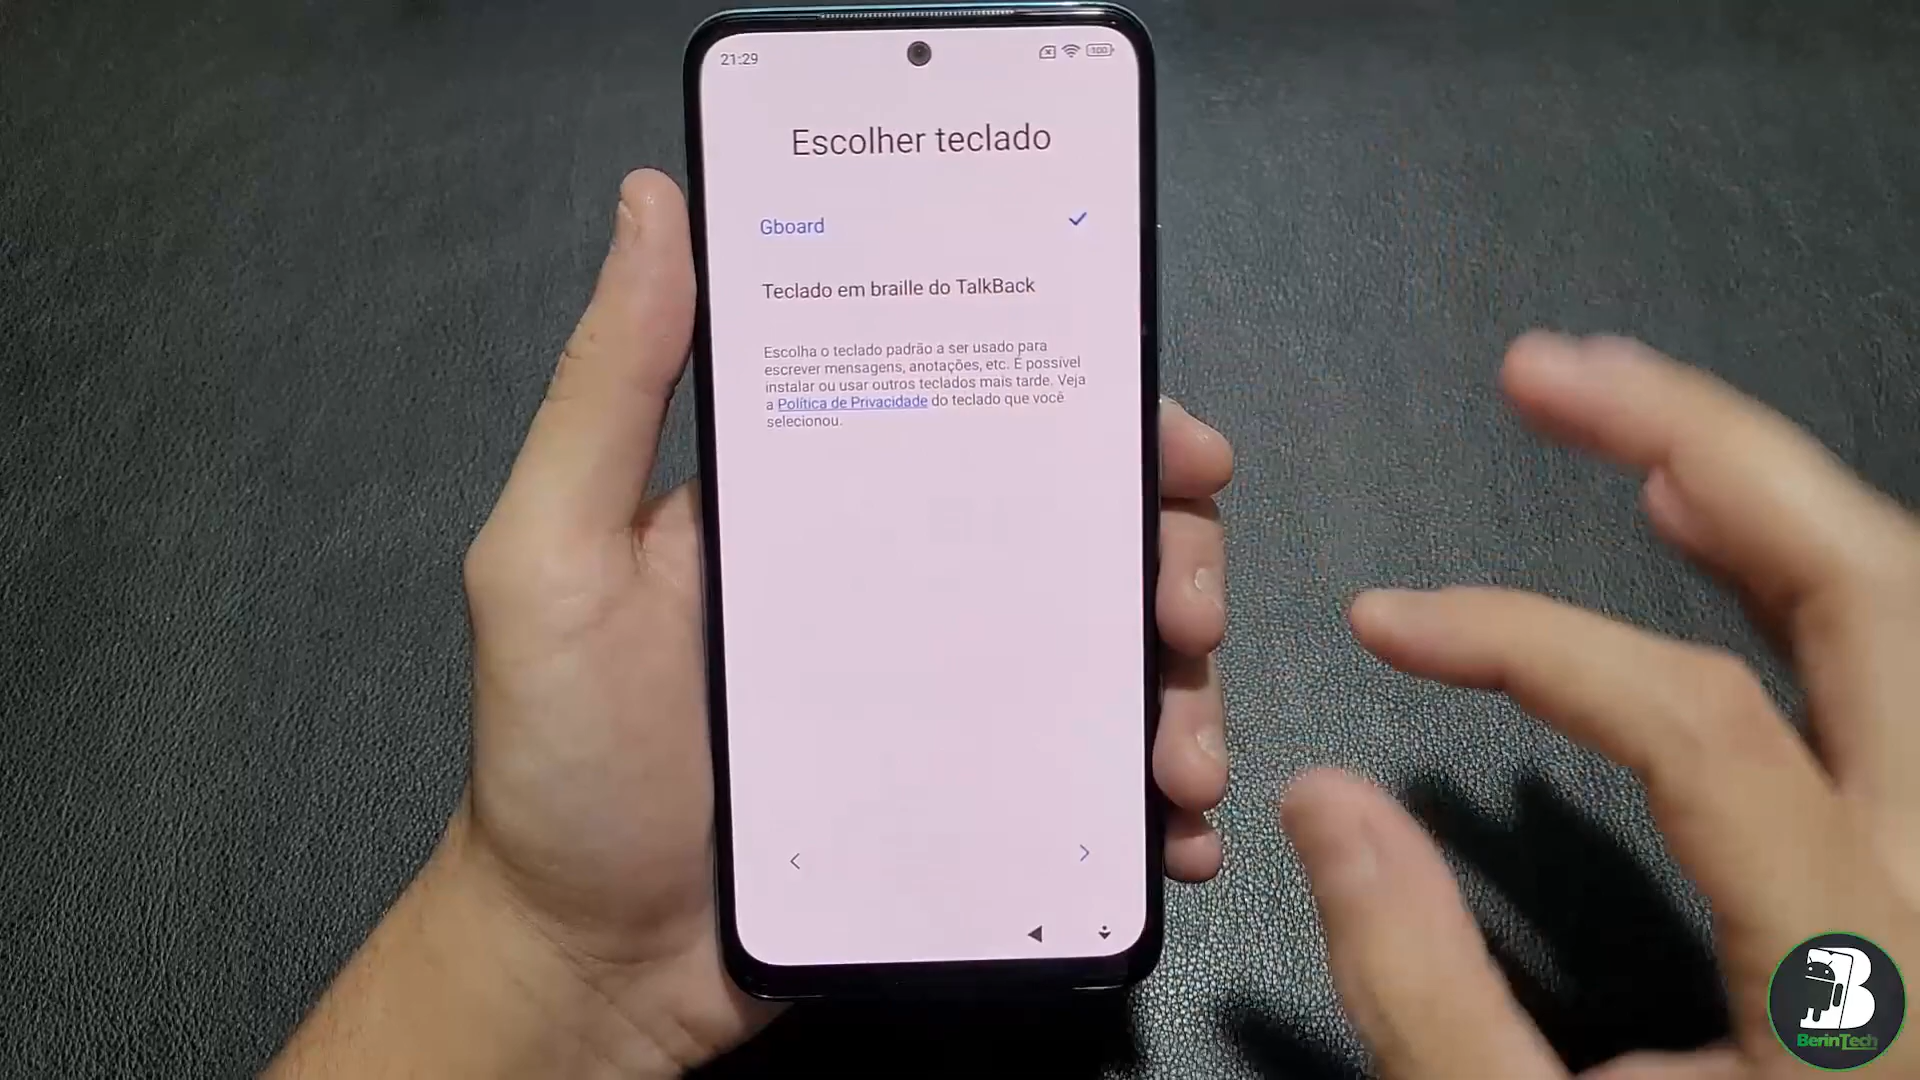 21:29
100
Escolher teclado
Gboard
Teclado em braille do TalkBack
Escolha o teclado padrão a ser usado para
escrever mensagens, anotações, etc. É possível
instalar ou usar outros teclados mais tarde. Veja
a Política de Privacidade do teclado que você
selecionou.
B
BerinTech